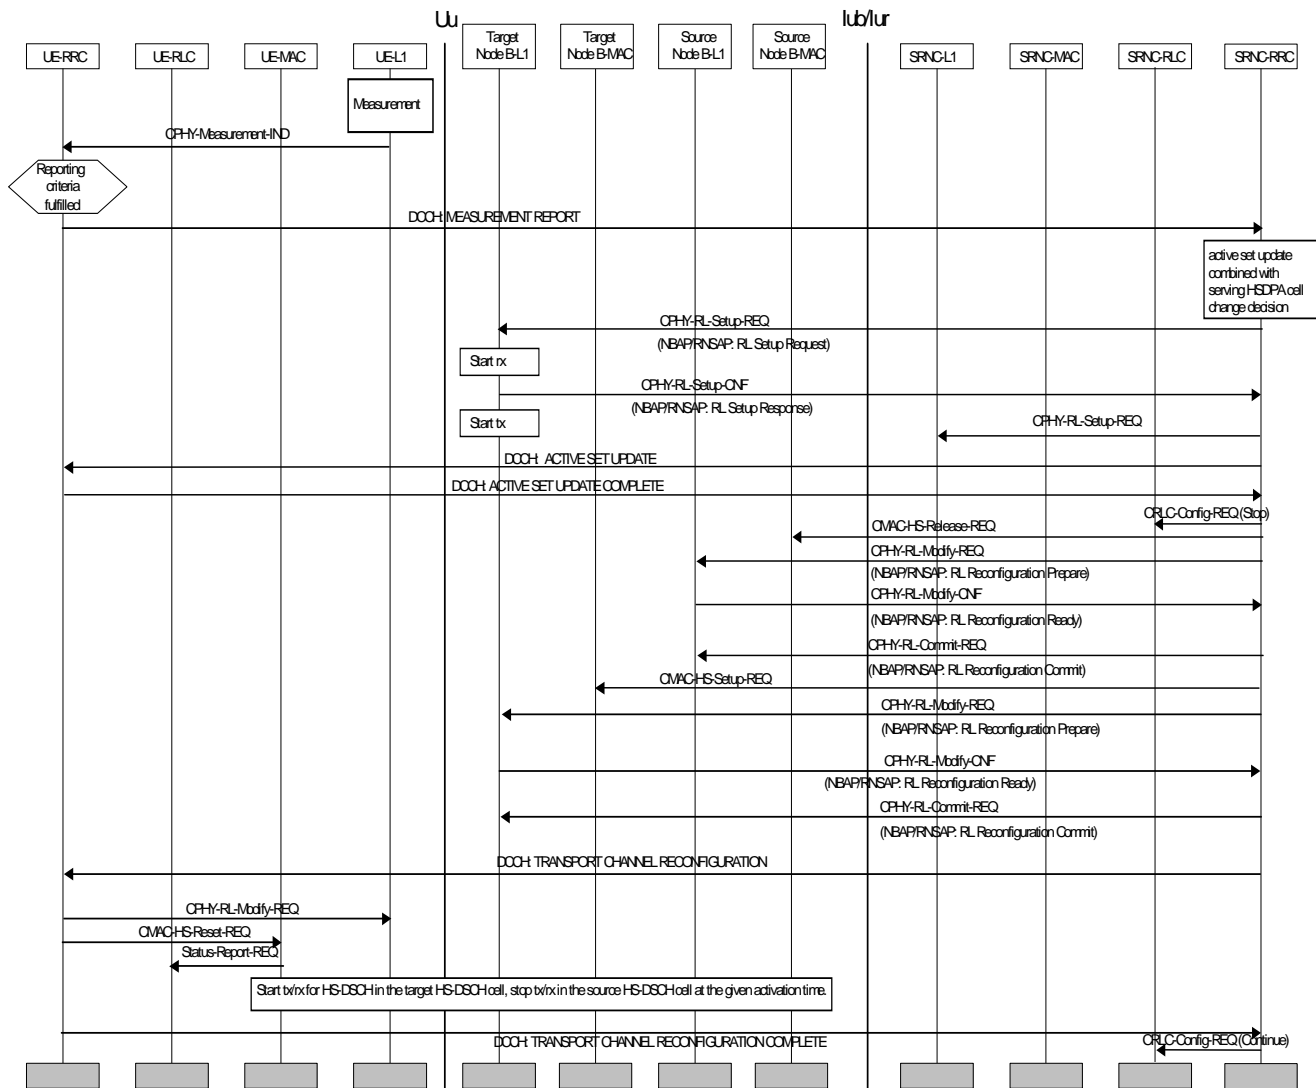 Uu
Iub/Iur
UE-RRC
UE-RLC
UE-MAC
UE-L1
Target
Node B-L1
Target
Node B-MAC
Source
Node B-L1
Source
Node B-MAC
SRNC-L1
SRNC-MAC
SRNC-RLC
SRNC-RRC
Measurement
CPHY-Measurement-IND
Reporting
criteria
fulfilled
DCCH: MEASUREMENT REPORT
active set update
combined with
serving HSDPA cell
change decision
CPHY-RL-Setup-REQ
(NBAP/RNSAP: RL Setup Request)
Start rx
CPHY-RL-Setup-CNF
(NBAP/RNSAP: RL Setup Response)
Start tx
CPHY-RL-Setup-REQ
DCCH: ACTIVE SET UPDATE
DCCH: ACTIVE SET UPDATE COMPLETE
CRLC-Config-REQ (Stop)
CMAC-HS-Release-REQ
CPHY-RL-Modify-REQ
(NBAP/RNSAP: RL Reconfiguration Prepare)
CPHY-RL-Modify-CNF
(NBAP/RNSAP: RL Reconfiguration Ready)
CPHY-RL-Commit-REQ
(NBAP/RNSAP: RL Reconfiguration Commit)
CMAC-HS-Setup-REQ
CPHY-RL-Modify-REQ
(NBAP/RNSAP: RL Reconfiguration Prepare)
CPHY-RL-Modify-CNF
(NBAP/RNSAP: RL Reconfiguration Ready)
CPHY-RL-Commit-REQ
(NBAP/RNSAP: RL Reconfiguration Commit)
DCCH: TRANSPORT CHANNEL RECONFIGURATION
CPHY-RL-Modify-REQ
CMAC-HS-Reset-REQ
Status-Report-REQ
Start tx/rx for HS-DSCH in the target HS-DSCH cell, stop tx/rx in the source HS-DSCH cell at the given activation time.
DCCH: TRANSPORT CHANNEL RECONFIGURATION COMPLETE
CRLC-Config-REQ (Continue)